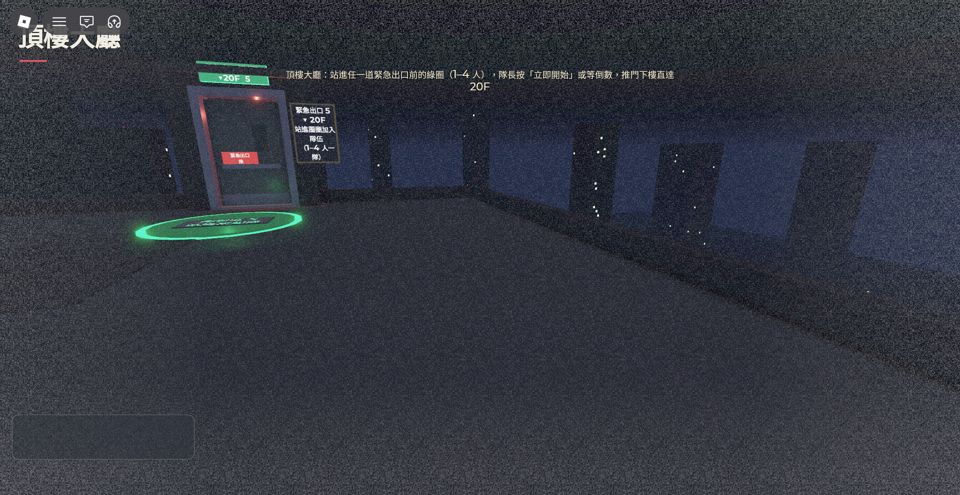 頂樓大廳
▼20F 5
頂樓大廳：站進任一道緊急出口前的綠圈（1–4 人），隊長按「立即開始」或等倒數，推門下樓直達
20F
緊急出口 5
▼ 20F
站進圈圈加入
隊伍
（1–4 人一
隊）
緊急出口